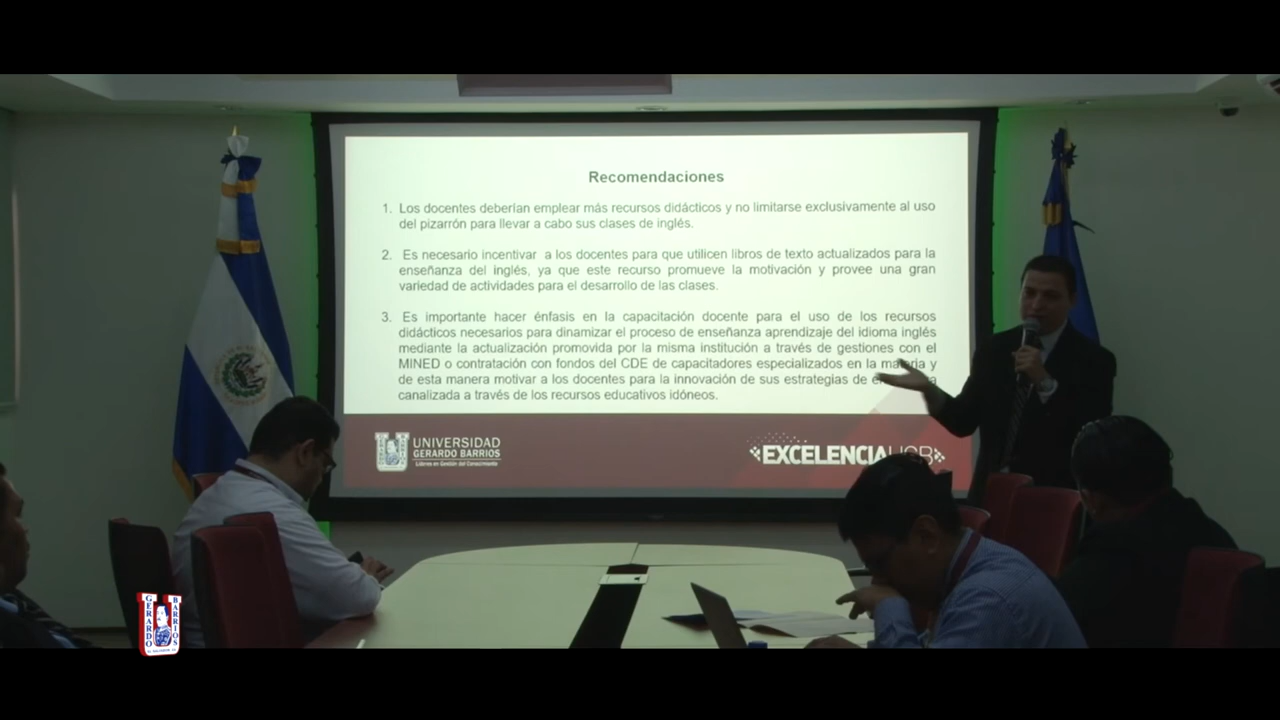 Recomendaciones
1. Los docentes deberían emplear más recursos didácticos y no limitarse exclusivamente al uso
del pizarrón para llevar a cabo sus clases de inglés.
2. Es necesario incentivar a los docentes para que utilicen libros de texto actualizados para la
enseñanza del inglés, ya que este recurso promueve la motivación y provee una gran
variedad de actividades para el desarrollo de las clases.
3. Es importante hacer énfasis en la capacitación docente para el uso de los recursos
didácticos necesarios para dinamizar el proceso de enseñanza aprendizaje del idioma inglés
mediante la actualización promovida por la misma institución a través de gestiones con el
MINED o contratación con fondos del CDE de capacitadores especializados en la materia y
de esta manera motivar a los docentes para la innovación de sus estrategias de
canalizada a través de los recursos educativos idóneos.
UNIVERSIDAD
GERARDO BARRIOS
Líderes en Gestión del Conocimiento
EXCELENCIAUGB
GERARDO
BARRIOS